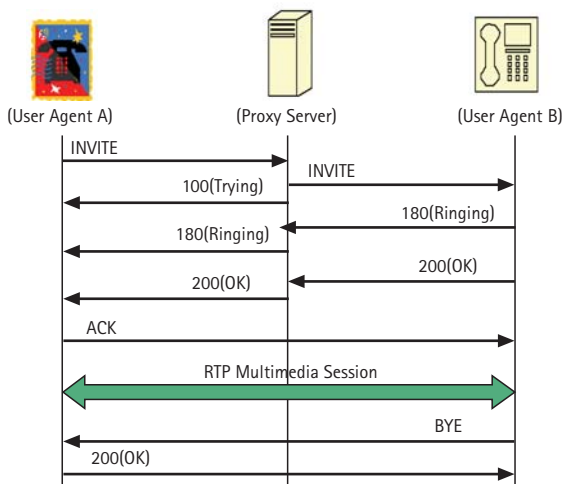 (User Agent A) (Proxy Server) (User Agent B)
INVITE
INVITE
100(Trying)
180(Ringing)
180(Ringing)
200(OK)
200(OK)
ACK
RTP Multimedia Session
BYE
200(OK)